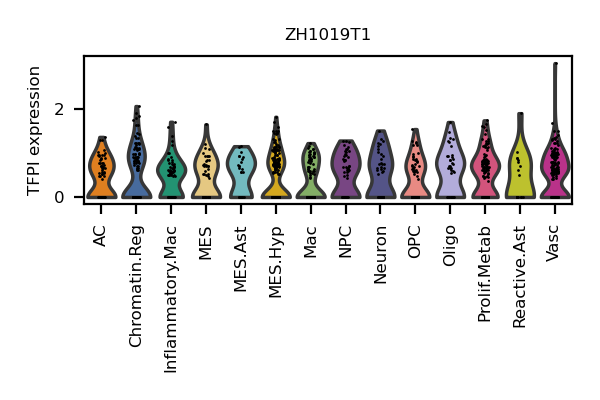 ZH1019T1
TFPI expression
2
0
AC
Chromatin.Reg
Inflammatory.Mac
MES
MES.Ast
MES.Hyp
Mac
NPC
Neuron
OPC
Oligo
Prolif.Metab
Reactive.Ast
Vasc